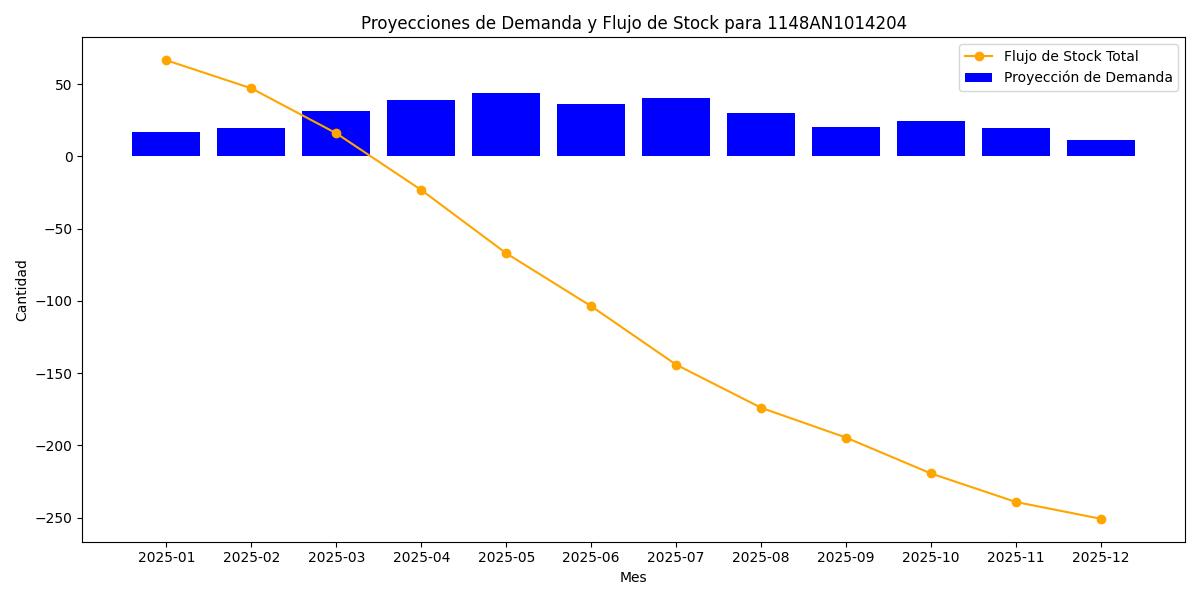 Proyecciones de Demanda y Flujo de Stock para 1148AN1014204
Flujo de Stock Total
Proyección de Demanda
Cantidad
50
0
−50
−100
−150
−200
−250
2025-01 2025-02 2025-03 2025-04 2025-05 2025-06 2025-07 2025-08 2025-09 2025-10 2025-11 2025-12
Mes